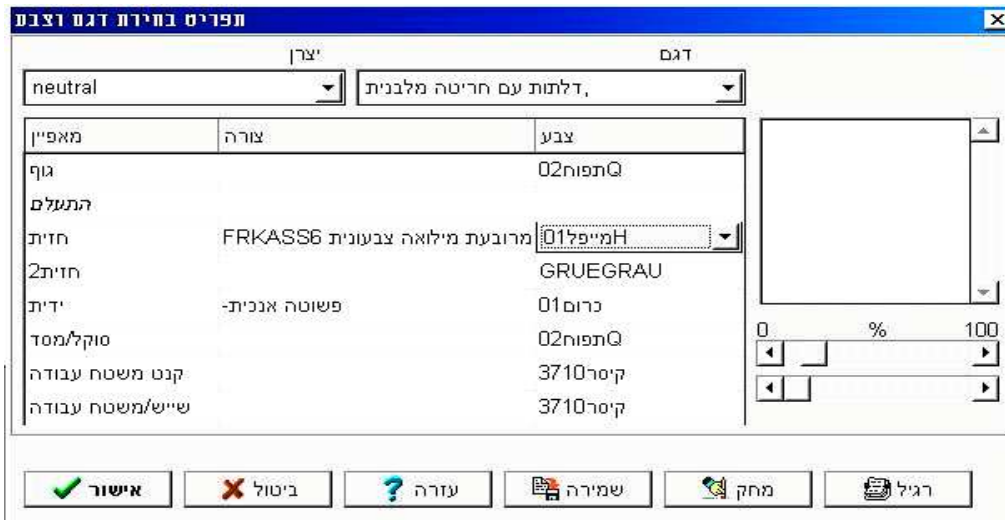 תפריט בחירת דגם וצבע
יצרן דגם
neutral דלתות עם חריטה מלבנית,
מאפיין צורה צבע
גוף Qתפוח02
התעלם
חזית FRKASS6 מרובעת מילואה צבעונית Hמייפל01
חזית2 GRUEGRAU
ידית פשוטה אנכית- כרום01
סוקל/מסד Qתפוח02
קנט משטח עבודה קיסר3710
שייש/משטח עבודה קיסר3710
0 % 100
אישור ביטול עזרה שמירה מחק רגיל